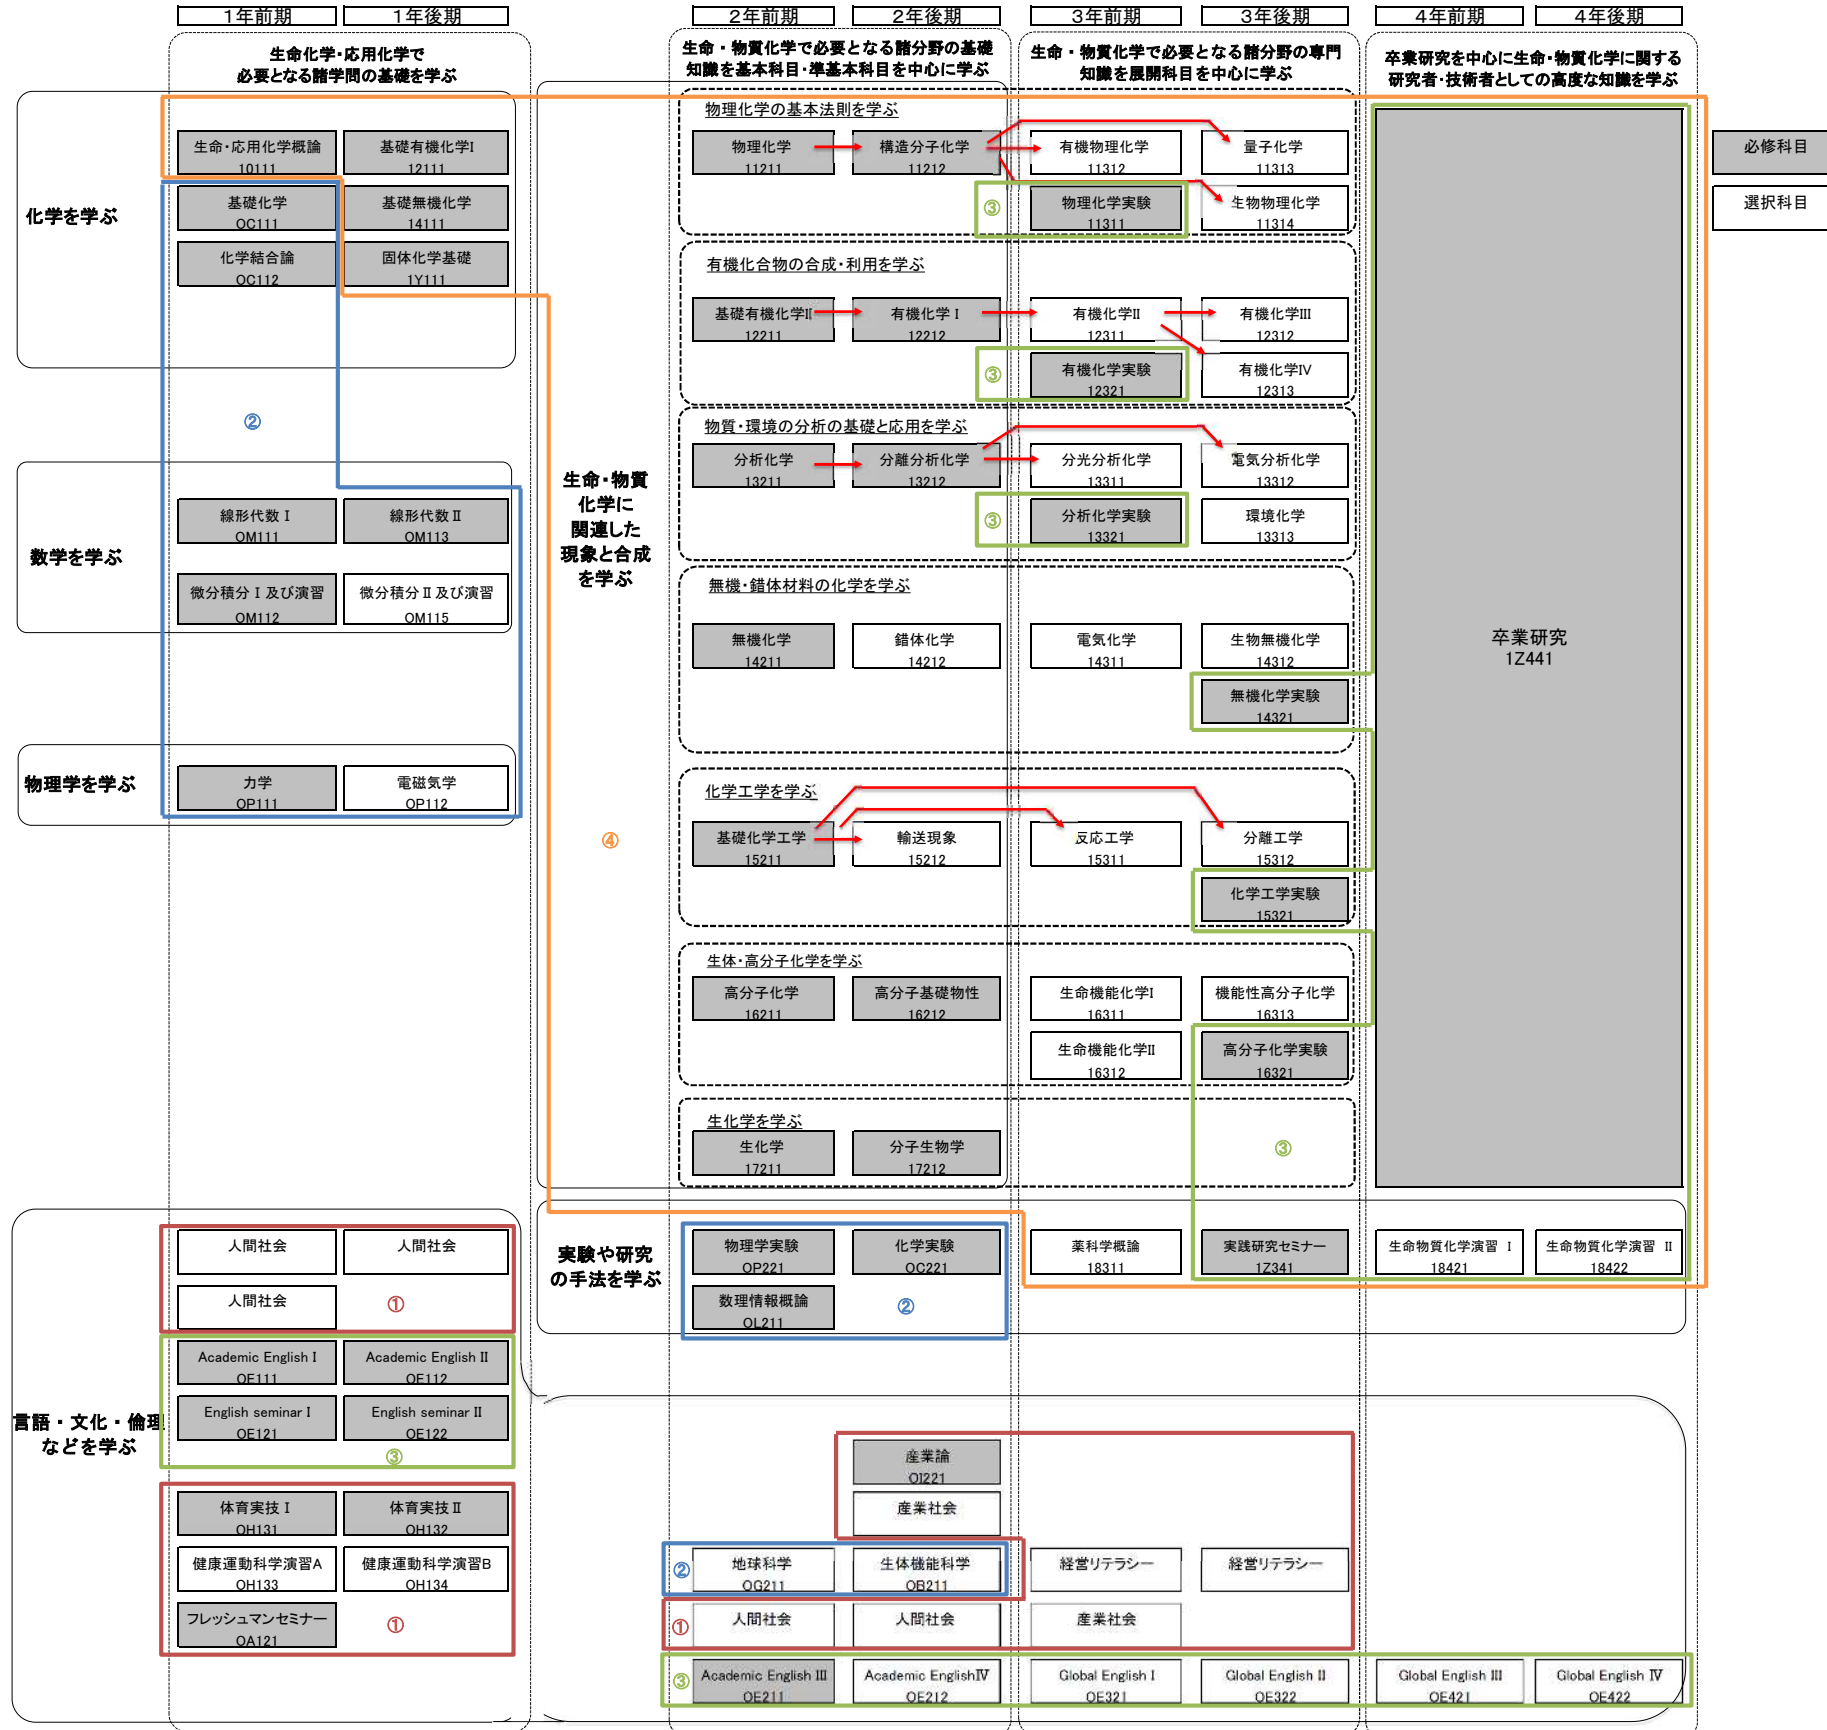 1年前期
1年後期
2年前期
2年後期
3年前期
3年後期
4年前期
4年後期
生命化学・応用化学で
必要となる諸学問の基礎を学ぶ
生命・物質化学で必要となる諸分野の基礎
知識を基本科目・準基本科目を中心に学ぶ
生命・物質化学で必要となる諸分野の専門
知識を展開科目を中心に学ぶ
卒業研究を中心に生命・物質化学に関する
研究者・技術者としての高度な知識を学ぶ
必修科目
選択科目
化学を学ぶ
生命・応用化学概論
10111
基礎有機化学I
12111
基礎化学
OC111
基礎無機化学
14111
化学結合論
OC112
固体化学基礎
1Y111
②
数学を学ぶ
線形代数 I
OM111
線形代数 II
OM113
微分積分 I 及び演習
OM112
微分積分 II 及び演習
OM115
物理学を学ぶ
力学
OP111
電磁気学
OP112
生命・物質
化学に
関連した
現象と合成
を学ぶ
④
物理化学の基本法則を学ぶ
物理化学
11211
構造分子化学
11212
有機物理化学
11312
量子化学
11313
③
物理化学実験
11311
生物物理化学
11314
有機化合物の合成・利用を学ぶ
基礎有機化学II
12211
有機化学 I
12212
有機化学II
12311
有機化学III
12312
③
有機化学実験
12321
有機化学IV
12313
物質・環境の分析の基礎と応用を学ぶ
分析化学
13211
分離分析化学
13212
分光分析化学
13311
電気分析化学
13312
③
分析化学実験
13321
環境化学
13313
無機・錯体材料の化学を学ぶ
無機化学
14211
錯体化学
14212
電気化学
14311
生物無機化学
14312
無機化学実験
14321
化学工学を学ぶ
基礎化学工学
15211
輸送現象
15212
反応工学
15311
分離工学
15312
化学工学実験
15321
生体・高分子化学を学ぶ
高分子化学
16211
高分子基礎物性
16212
生命機能化学I
16311
機能性高分子化学
16313
生命機能化学II
16312
高分子化学実験
16321
生化学を学ぶ
生化学
17211
分子生物学
17212
③
卒業研究
1Z441
実験や研究
の手法を学ぶ
物理学実験
OP221
化学実験
OC221
薬科学概論
18311
実践研究セミナー
1Z341
生命物質化学演習 I
18421
生命物質化学演習 II
18422
数理情報概論
OL211
②
言語・文化・倫理
などを学ぶ
人間社会
人間社会
人間社会
①
Academic English I
OE111
Academic English II
OE112
English seminar I
OE121
English seminar II
OE122
③
体育実技 I
OH131
体育実技 II
OH132
健康運動科学演習A
OH133
健康運動科学演習B
OH134
フレッシュマンセミナー
OA121
①
産業論
OI221
産業社会
②
地球科学
OG211
生体機能科学
OB211
経営リテラシー
経営リテラシー
①
人間社会
人間社会
産業社会
③
Academic English III
OE211
Academic EnglishIV
OE212
Global English I
OE321
Global English II
OE322
Global English III
OE421
Global English IV
OE422